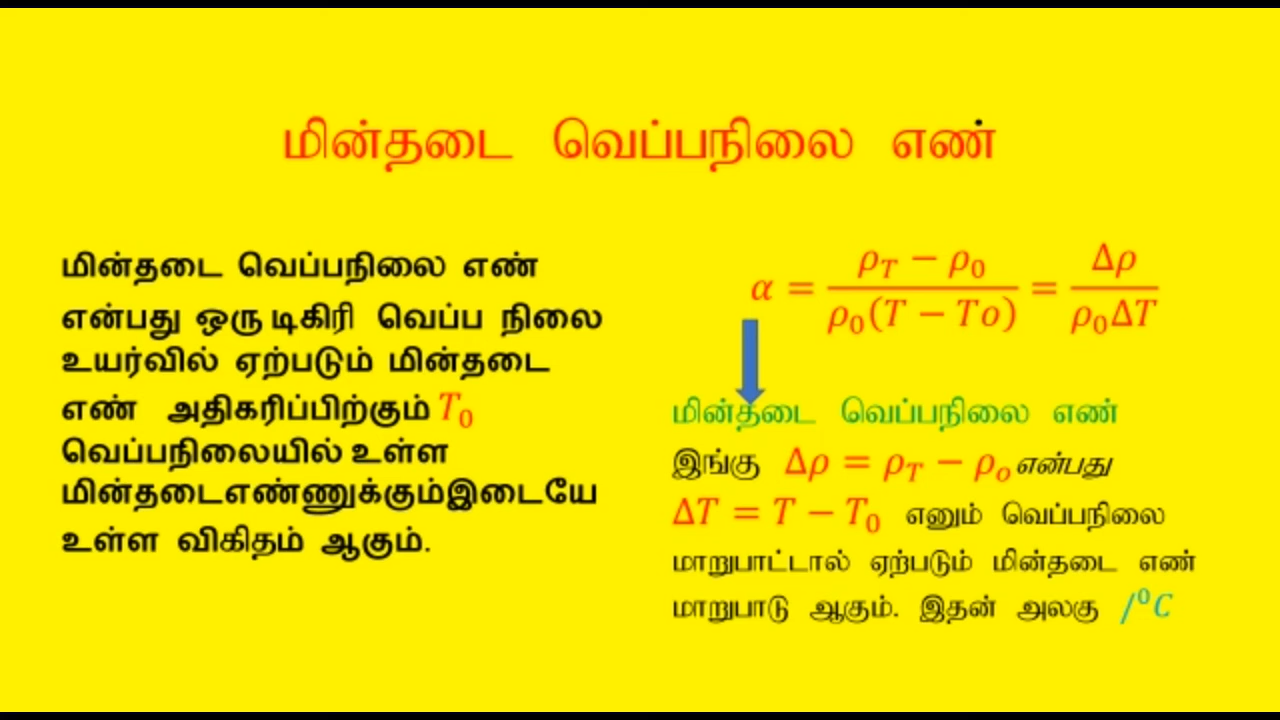 மின்தடை வெப்பநிலை எண்
மின்தடை வெப்பநிலை எண்
என்பது ஒரு டிகிரி வெப்ப நிலை
உயர்வில் ஏற்படும் மின்தடை
எண் அதிகரிப்பிற்கும் T₀
வெப்பநிலையில் உள்ள
மின்தடைஎண்ணுக்கும்இடையே
உள்ள விகிதம் ஆகும்.
α = (ρ_T − ρ₀) / (ρ₀(T − To)) = Δρ / (ρ₀ΔT)
மின்தடை வெப்பநிலை எண்
இங்கு Δρ = ρ_T − ρₒ என்பது
ΔT = T − T₀ எனும் வெப்பநிலை
மாறுபாட்டால் ஏற்படும் மின்தடை எண்
மாறுபாடு ஆகும். இதன் அலகு /⁰C